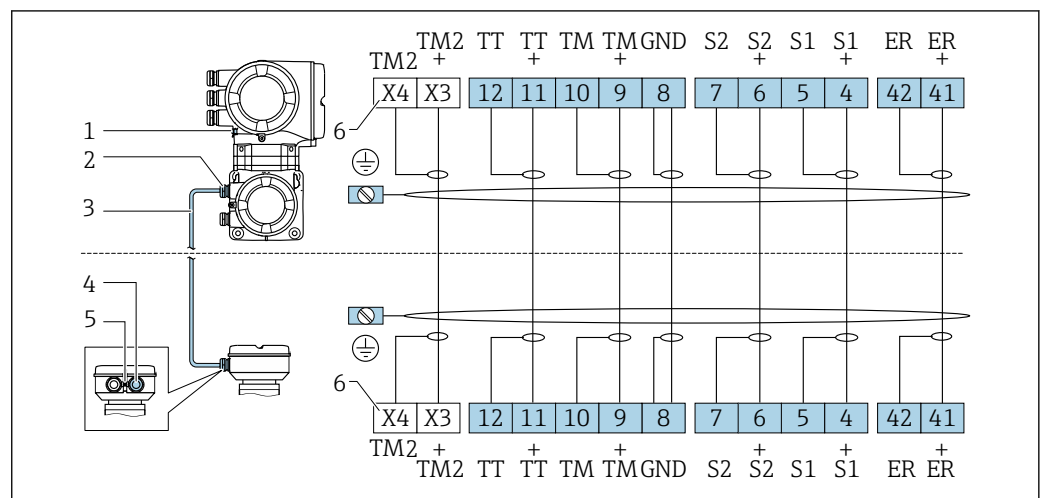 TM2 TT TT TM TM GND S2 S2 S1 S1 ER ER
TM2 + + + + + +
X4 X3 12 11 10 9 8 7 6 5 4 42 41
6
1
2
3
4
5
6
X4 X3 12 11 10 9 8 7 6 5 4 42 41
TM2 + + + + + +
TM2 TT TT TM TM GND S2 S2 S1 S1 ER ER